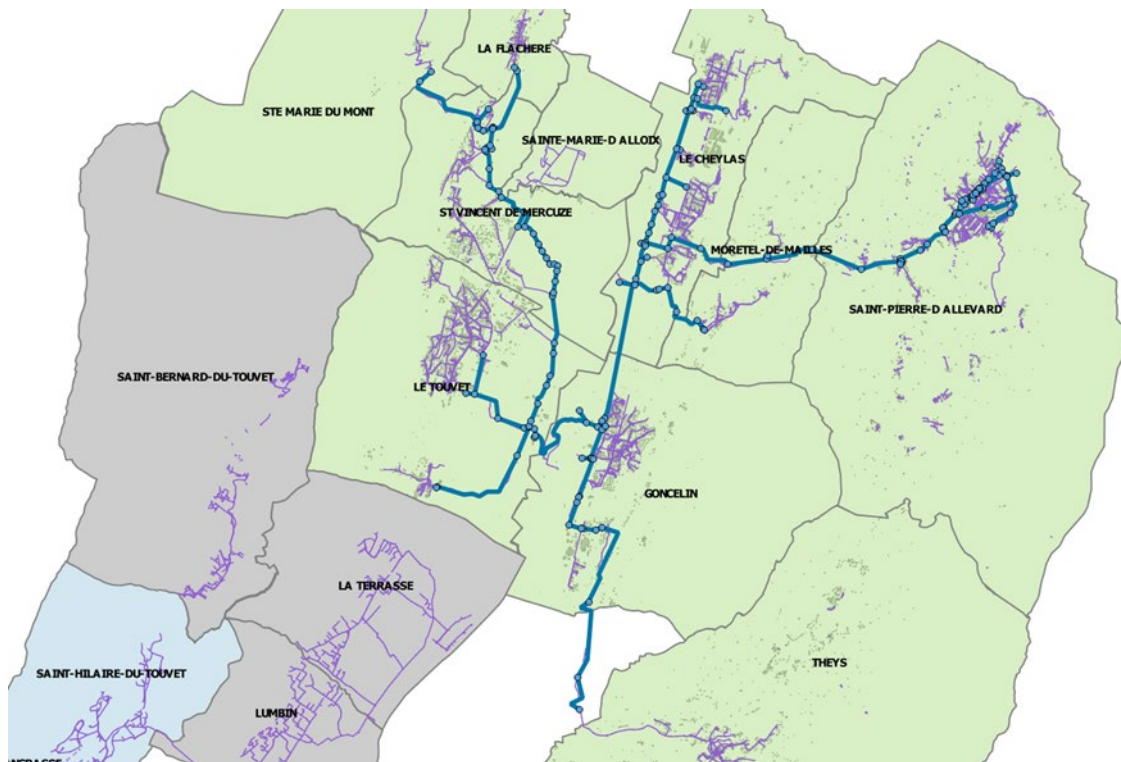 LA FLACHERE
STE MARIE DU MONT
SAINTE-MARIE-D ALLOIX
LE CHEYLAS
ST VINCENT DE MERCUZE
MORETEL-DE-MAILLES
SAINT-PIERRE-D ALLEVARD
SAINT-BERNARD-DU-TOUVET
LE TOUVET
GONCELIN
LA TERRASSE
THEYS
SAINT-HILAIRE-DU-TOUVET
LUMBIN